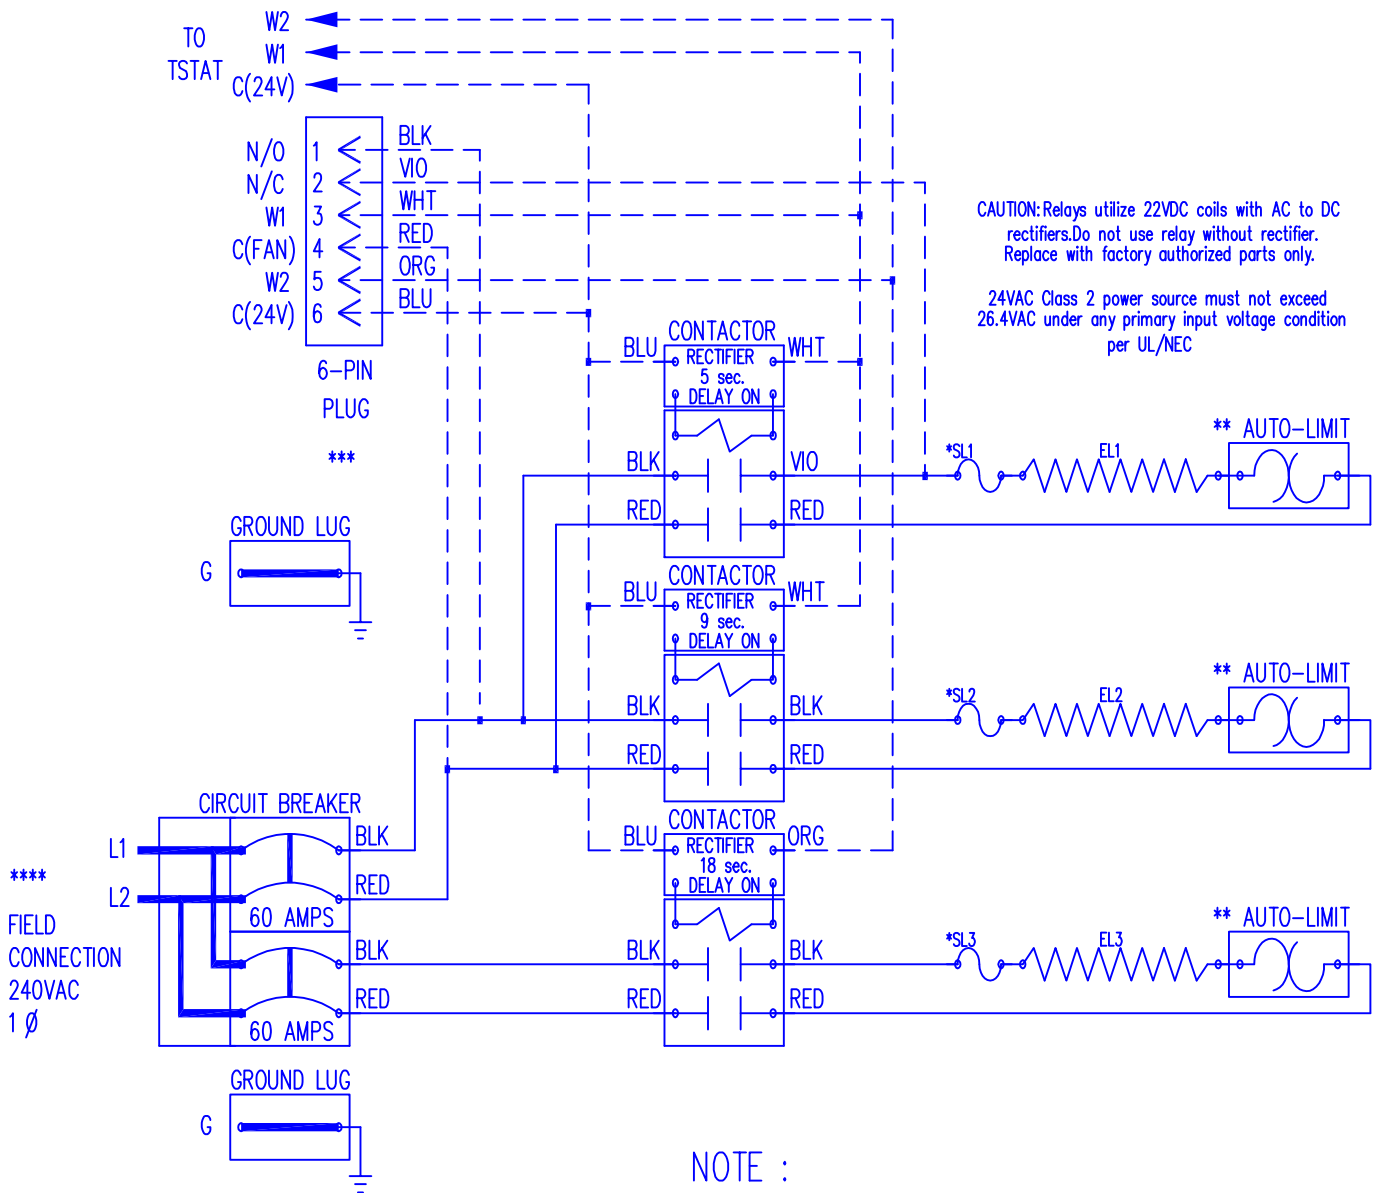 W2
TO
W1
TSTAT
C(24V)
BLK
N/O 1
VIO
N/C 2
WHT
W1 3
RED
C(FAN) 4
ORG
W2 5
BLU
C(24V) 6
6-PIN
PLUG
***
CAUTION:Relays utilize 22VDC coils with AC to DC
rectifiers.Do not use relay without rectifier.
Replace with factory authorized parts only.
24VAC Class 2 power source must not exceed
26.4VAC under any primary input voltage condition
per UL/NEC
CONTACTOR
BLU RECTIFIER WHT
5 sec.
DELAY ON
** AUTO-LIMIT
BLK VIO *SL1 EL1
RED RED
GROUND LUG
G
CONTACTOR
BLU RECTIFIER WHT
9 sec.
DELAY ON
** AUTO-LIMIT
BLK BLK *SL2 EL2
RED RED
CIRCUIT BREAKER
CONTACTOR
L1 BLK
BLU RECTIFIER ORG
18 sec.
DELAY ON
****
L2 RED
60 AMPS
FIELD
CONNECTION
240VAC
1 Ø
** AUTO-LIMIT
BLK BLK BLK *SL3 EL3
RED RED RED
60 AMPS
GROUND LUG
G
NOTE :